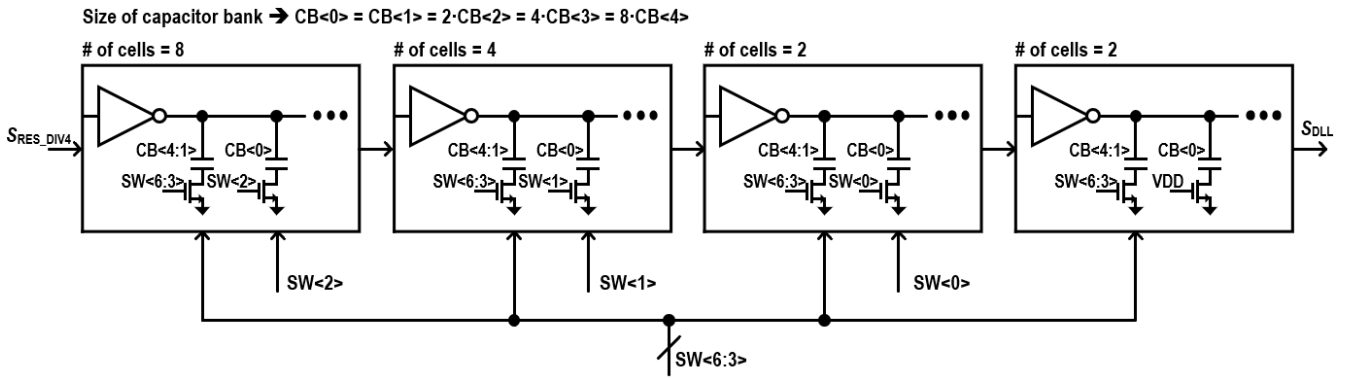 Size of capacitor bank ➔ CB<0> = CB<1> = 2·CB<2> = 4·CB<3> = 8·CB<4>
# of cells = 8
# of cells = 4
# of cells = 2
# of cells = 2
SRES_DIV4
CB<4:1>
CB<0>
SW<6:3>
SW<2>
CB<4:1>
CB<0>
SW<6:3>
SW<1>
CB<4:1>
CB<0>
SW<6:3>
SW<0>
CB<4:1>
CB<0>
SW<6:3>
VDD
SDLL
SW<2>
SW<1>
SW<0>
SW<6:3>